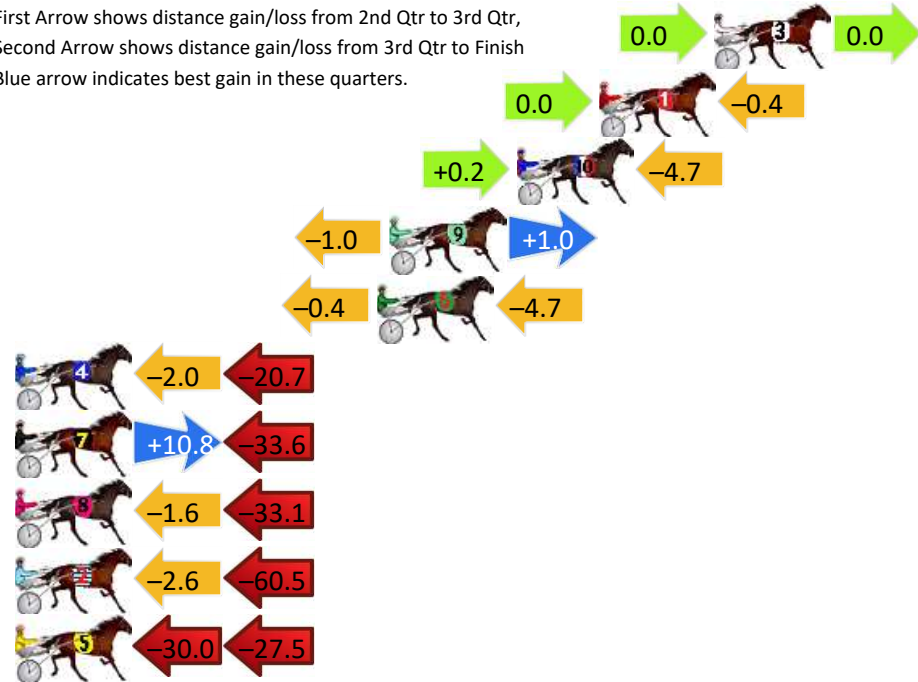 First Arrow shows distance gain/loss from 2nd Qtr to 3rd Qtr,
Second Arrow shows distance gain/loss from 3rd Qtr to Finish
Blue arrow indicates best gain in these quarters.
0.0 3 0.0
0.0 1 –0.4
+0.2 10 –4.7
–1.0 9 +1.0
–0.4 –4.7
4 –2.0 –20.7
7 +10.8 –33.6
8 –1.6 –33.1
2 –2.6 –60.5
5 –30.0 –27.5